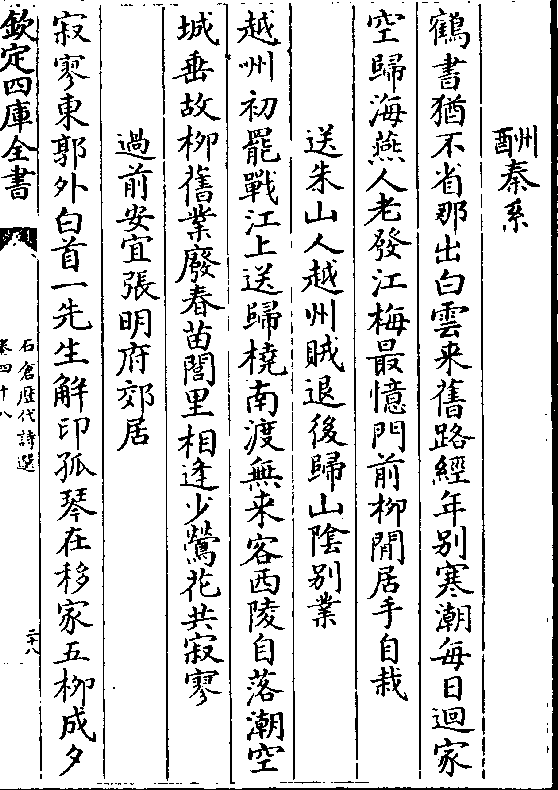 酬秦系
鶴書猶不省那出白雲来舊路經年别寒潮每日迴家
空歸海燕人老發江梅最憶門前柳閒居手自栽
送朱山人越州賊退後歸山隂别業
越州初罷戰江上送歸橈南渡無来客西陵自落潮空
城垂故柳舊業廢春苗閭里相逢少鶯花共寂寥
過前安宜張明府郊居
寂寥東郭外白首一先生解印孤琴在移家五柳成夕
欽定四庫全書
石倉歴代詩選
卷四十八
二十八